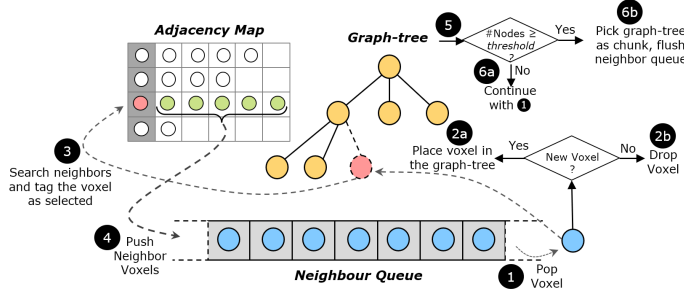 Adjacency Map
Graph-tree
5
#Nodes ≥
threshold
?
Yes
6b
Pick graph-tree
as chunk, flush
neighbor queue
6a
No
Continue
with 1
3
Search neighbors
and tag the voxel
as selected
2a
Place voxel in
the graph-tree
Yes
New Voxel
?
No
2b
Drop
Voxel
4
Push
Neighbor
Voxels
Neighbour Queue
1
Pop
Voxel